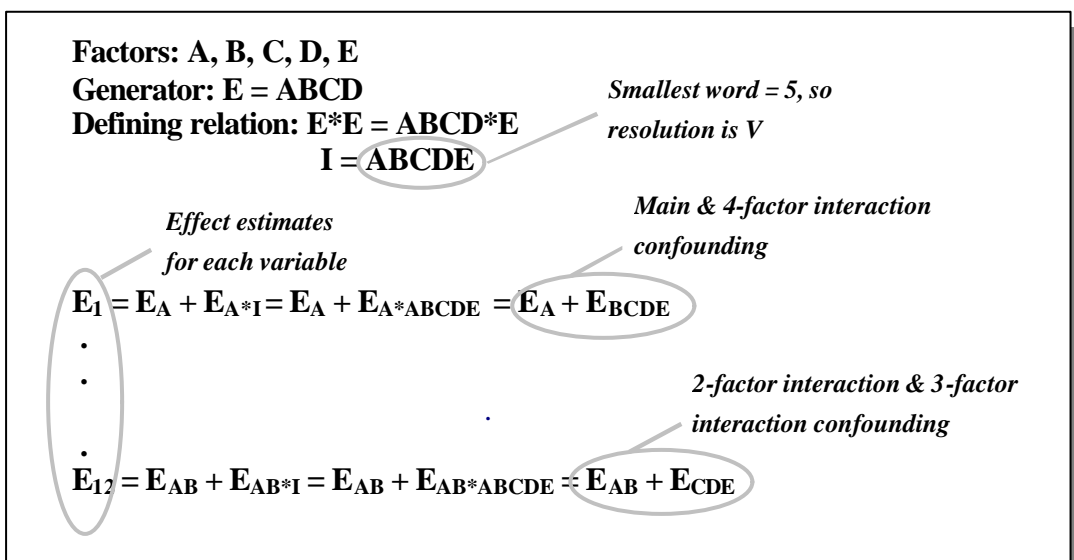 Factors: A, B, C, D, E
Generator: E = ABCD
Smallest word = 5, so
Defining relation: E*E = ABCD*E
resolution is V
I = ABCDE
Main & 4-factor interaction
confounding
Effect estimates
for each variable
E1 = EA + EA*I = EA + EA*ABCDE = EA + EBCDE
.
.
2-factor interaction & 3-factor
interaction confounding
.
E12 = EAB + EAB*I = EAB + EAB*ABCDE = EAB + ECDE